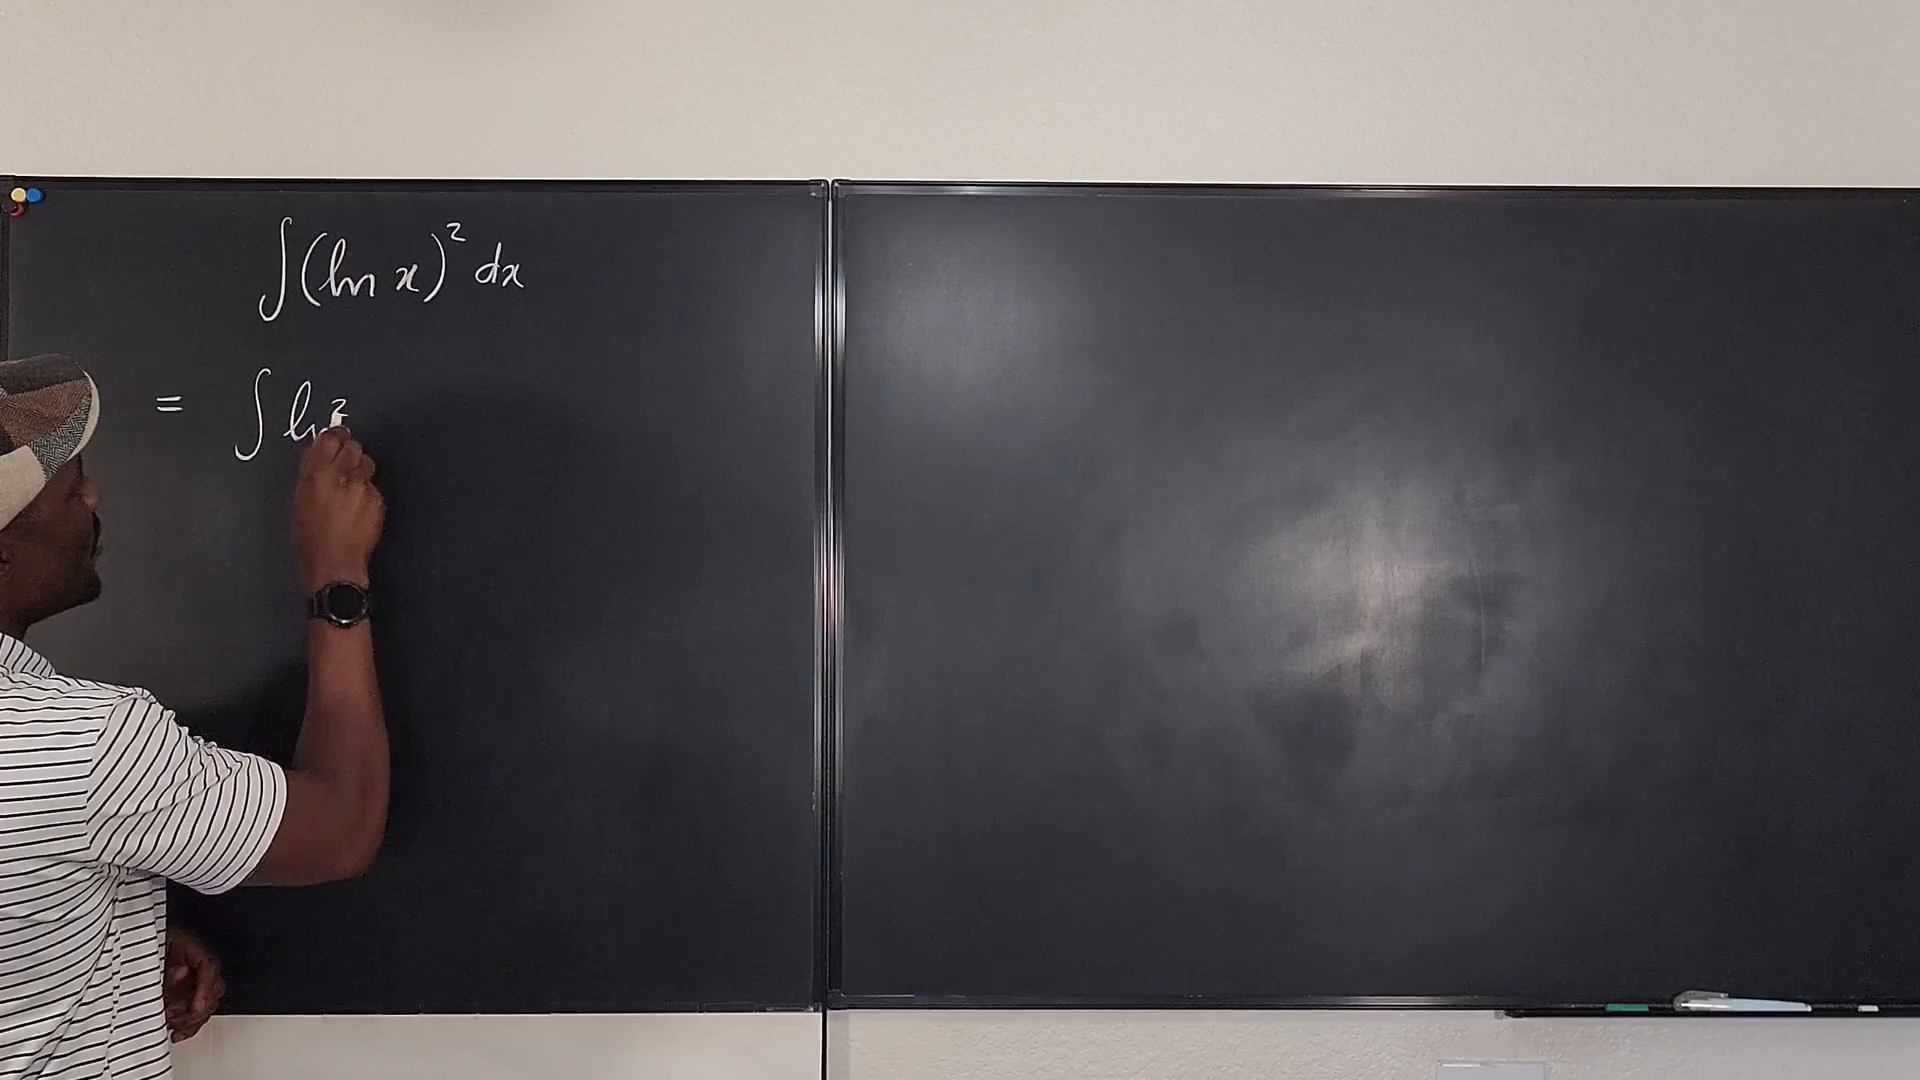 ∫(ln x)² dx
= ∫ ln²